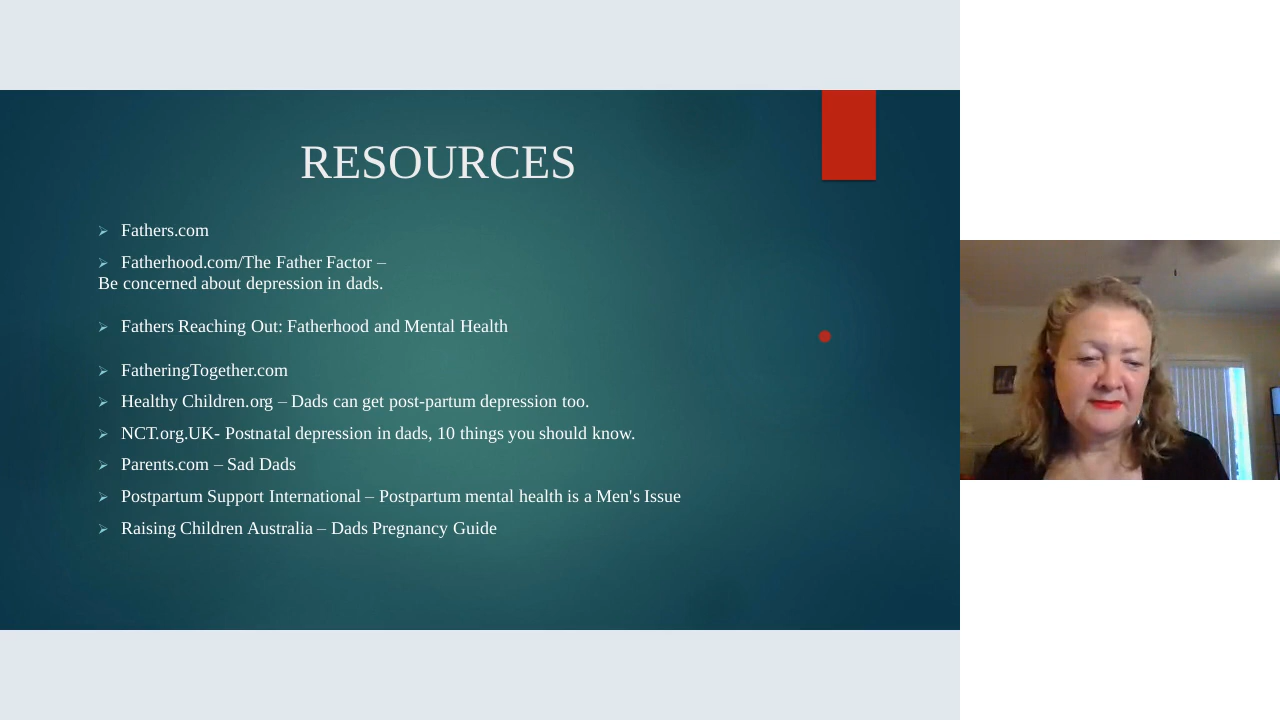 RESOURCES
Fathers.com
Fatherhood.com/The Father Factor –
Be concerned about depression in dads.
Fathers Reaching Out: Fatherhood and Mental Health
FatheringTogether.com
Healthy Children.org – Dads can get post-partum depression too.
NCT.org.UK- Postnatal depression in dads, 10 things you should know.
Parents.com – Sad Dads
Postpartum Support International – Postpartum mental health is a Men's Issue
Raising Children Australia – Dads Pregnancy Guide